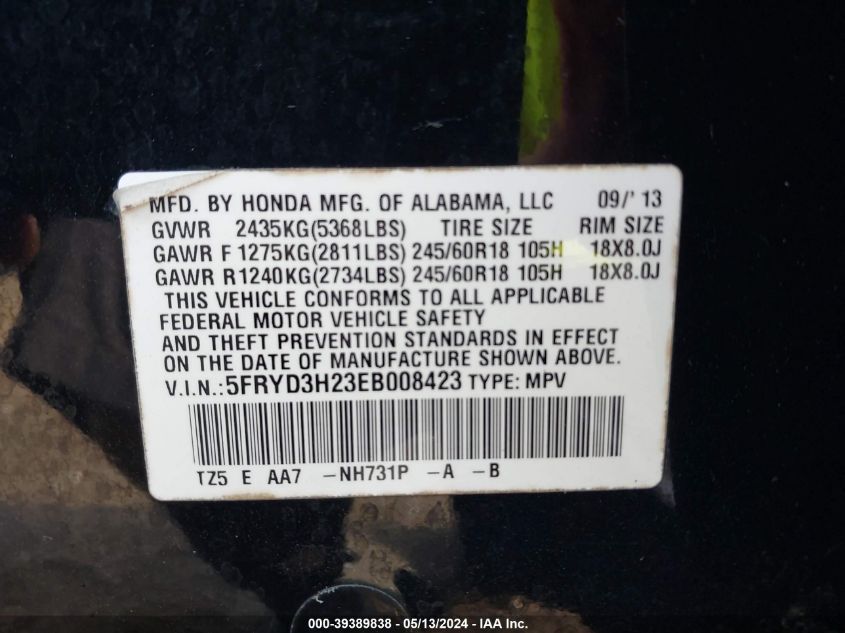 MFD. BY HONDA MFG. OF ALABAMA, LLC 09/' 13
GVWR 2435KG(5368LBS) TIRE SIZE RIM SIZE
GAWR F 1275KG(2811LBS) 245/60R18 105H 18X8.0J
GAWR R 1240KG(2734LBS) 245/60R18 105H 18X8.0J
THIS VEHICLE CONFORMS TO ALL APPLICABLE
FEDERAL MOTOR VEHICLE SAFETY
AND THEFT PREVENTION STANDARDS IN EFFECT
ON THE DATE OF MANUFACTURE SHOWN ABOVE.
V.I.N.:5FRYD3H23EB008423 TYPE: MPV
TZ5 E AA7 -NH731P -A -B
000-39389838 - 05/13/2024 - IAA Inc.